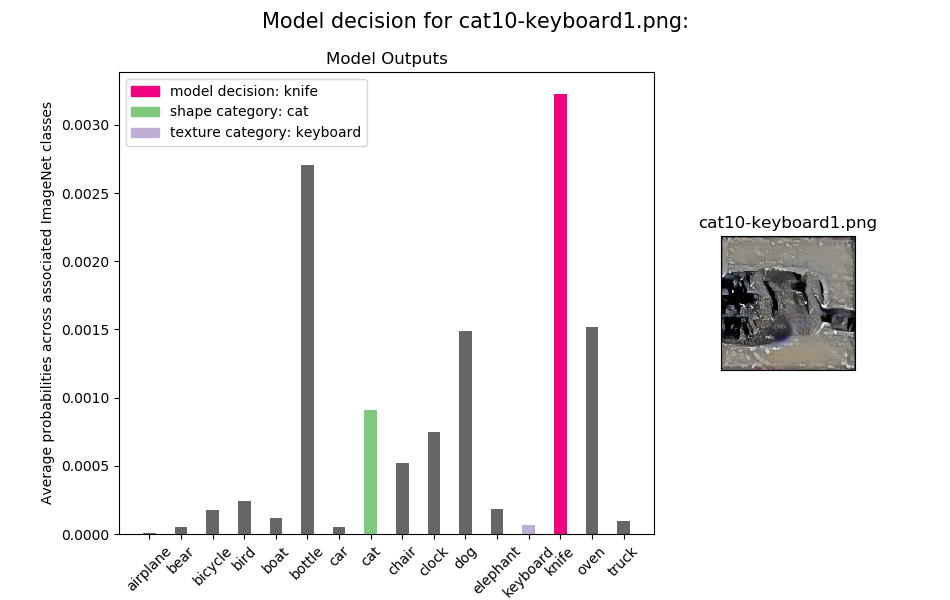 Model decision for cat10-keyboard1.png:
Model Outputs
model decision: knife
shape category: cat
texture category: keyboard
Average probabilities across associated ImageNet classes
0.0030
0.0025
0.0020
0.0015
0.0010
0.0005
0.0000
airplane
bear
bicycle
bird
boat
bottle
car
cat
chair
clock
dog
elephant
keyboard
knife
oven
truck
cat10-keyboard1.png